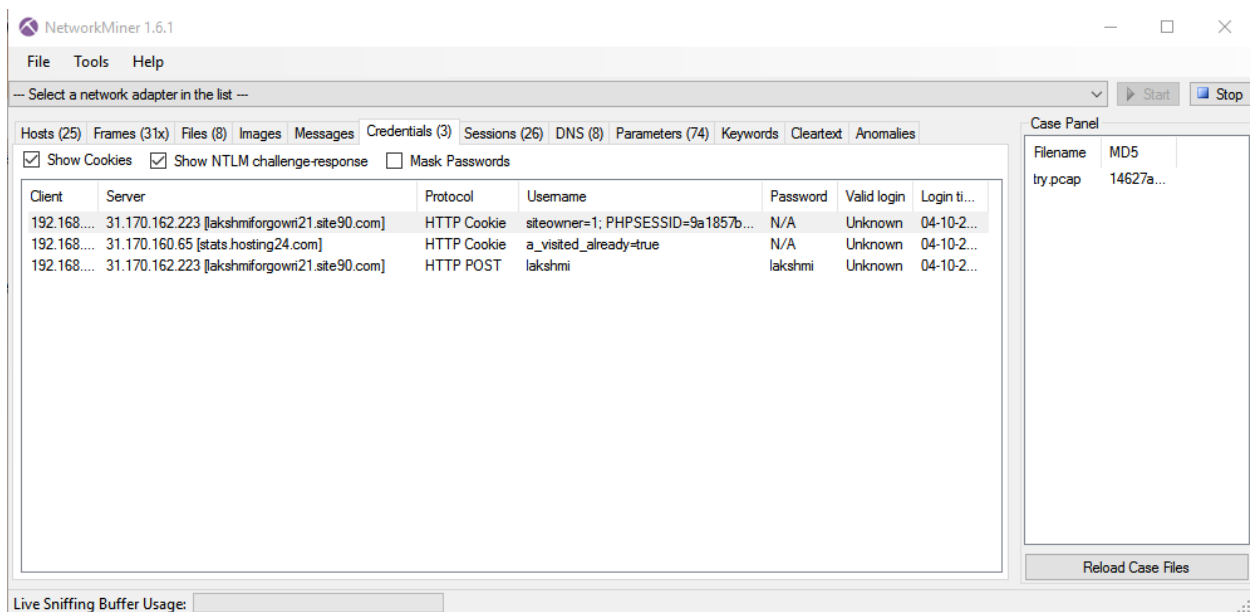 NetworkMiner 1.6.1
File Tools Help
--- Select a network adapter in the list --- Start Stop
Hosts (25) Frames (31x) Files (8) Images Messages Credentials (3) Sessions (26) DNS (8) Parameters (74) Keywords Cleartext Anomalies
Show Cookies Show NTLM challenge-response Mask Passwords
Client Server Protocol Username Password Valid login Login ti...
192.168.... 31.170.162.223 [lakshmiforgowri21.site90.com] HTTP Cookie siteowner=1; PHPSESSID=9a1857b... N/A Unknown 04-10-2...
192.168.... 31.170.160.65 [stats.hosting24.com] HTTP Cookie a_visited_already=true N/A Unknown 04-10-2...
192.168.... 31.170.162.223 [lakshmiforgowri21.site90.com] HTTP POST lakshmi lakshmi Unknown 04-10-2...
Case Panel
Filename MD5
try.pcap 14627a...
Reload Case Files
Live Sniffing Buffer Usage: